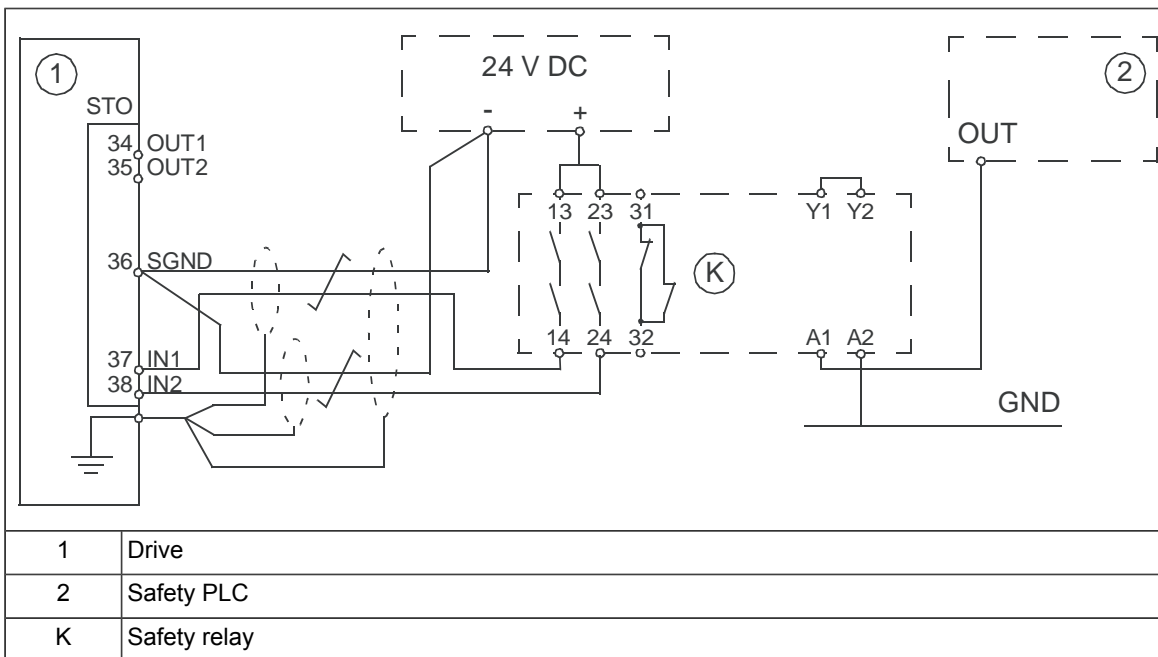 24 V DC
1
2
STO
- +
34 OUT1
OUT
35 OUT2
13 23 31 Y1 Y2
36 SGND
K
14 24 32 A1 A2
37 IN1
38 IN2
GND
1 Drive
2 Safety PLC
K Safety relay